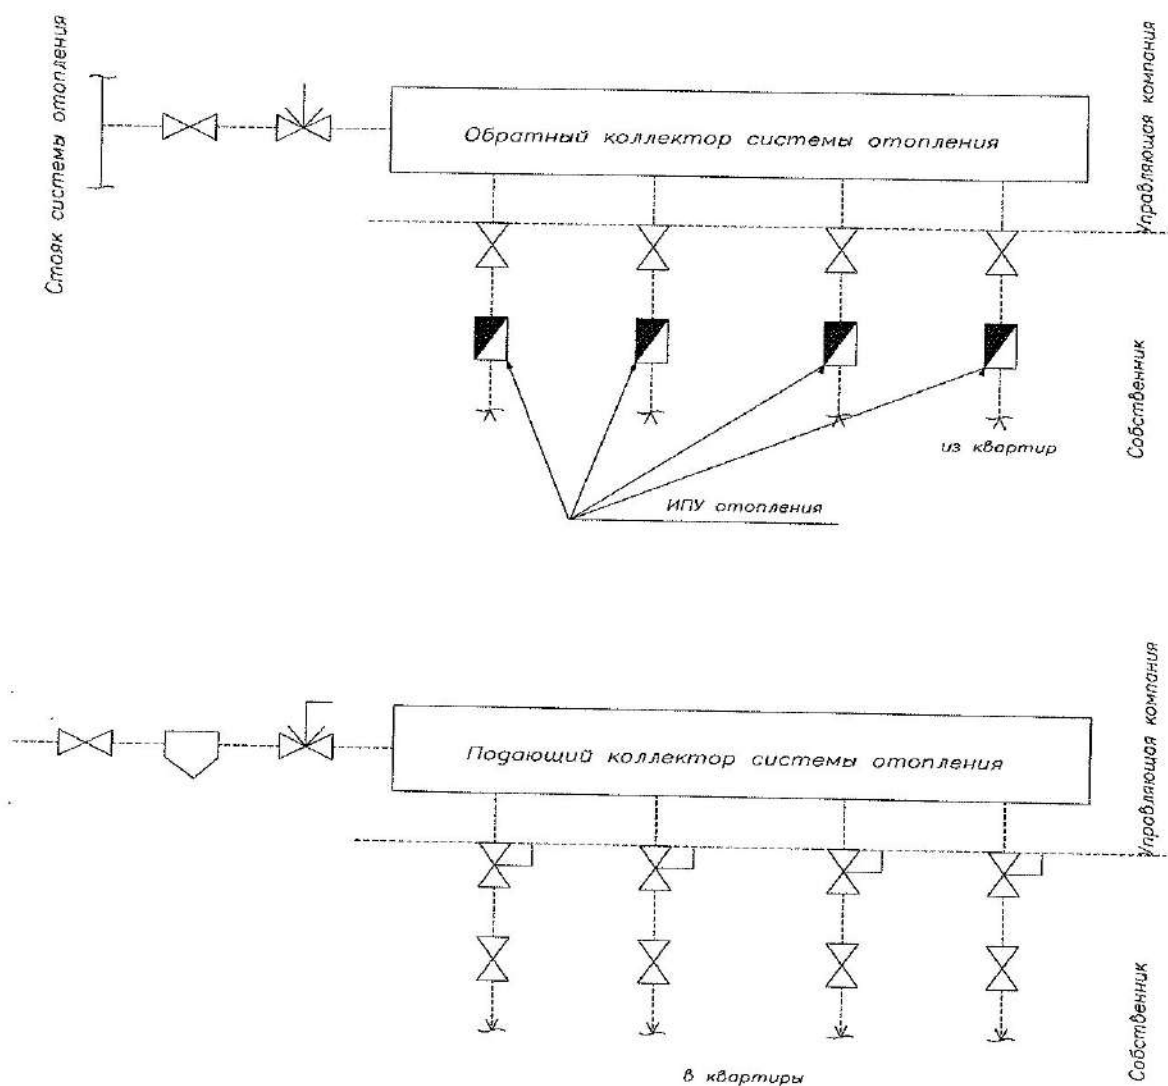 Стояк системы отопления
Обратный коллектор системы отопления
Управляющая компания
Собственник
из квартир
ИПУ отопления
Подающий коллектор системы отопления
Управляющая компания
Собственник
в квартиры